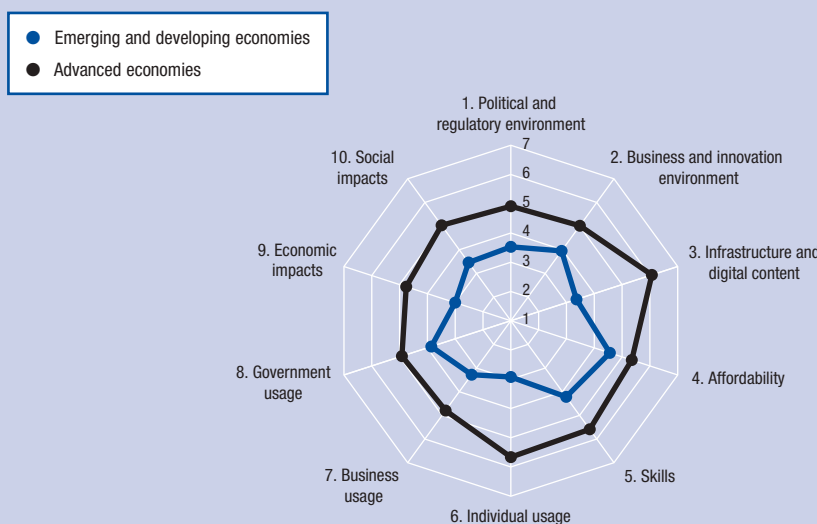 Emerging and developing economies
Advanced economies
1. Political and
regulatory environment
2. Business and innovation
environment
3. Infrastructure and
digital content
4. Affordability
5. Skills
6. Individual usage
7. Business
usage
8. Government
usage
9. Economic
impacts
10. Social
impacts
7
6
5
4
3
2
1